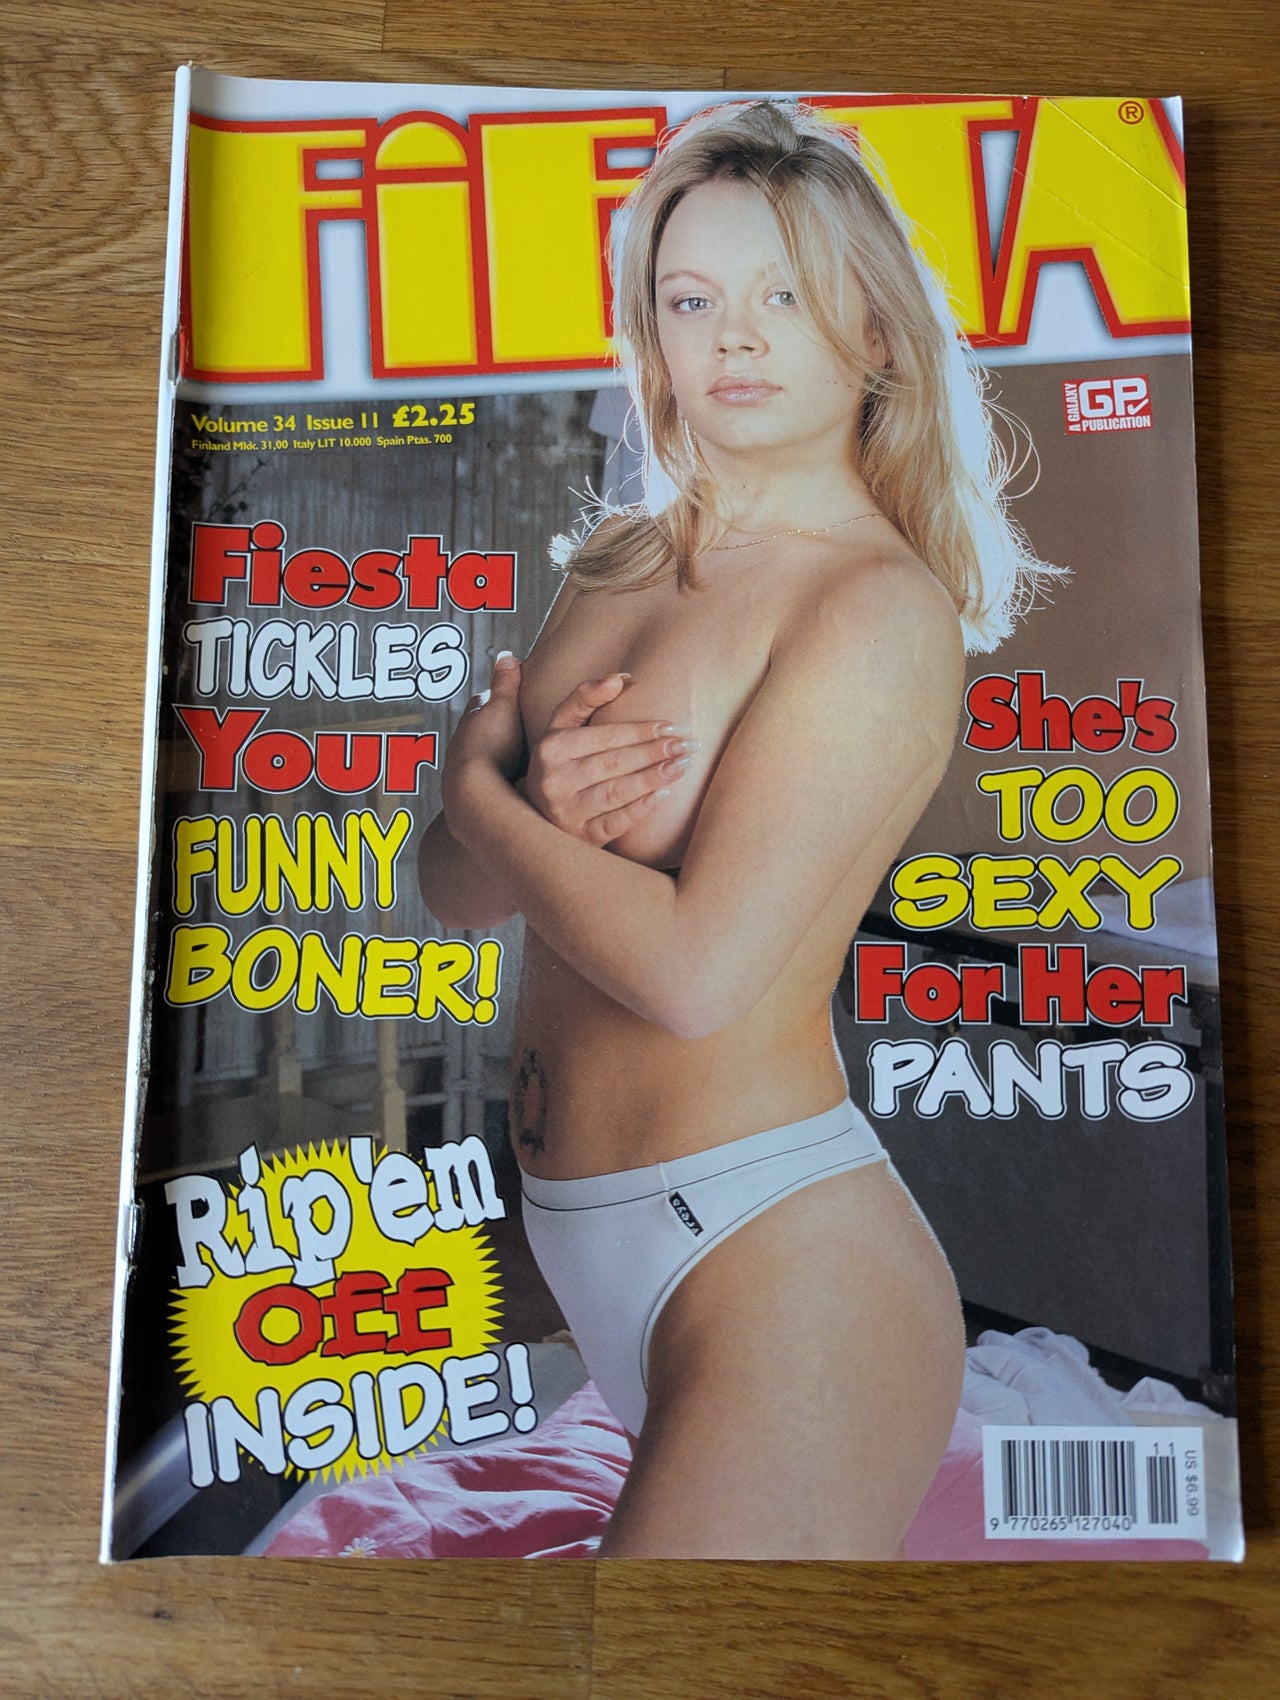 FiESTA®
Volume 34 Issue 11 £2.25
Finland Mkk. 31,00 Italy LIT 10.000 Spain Ptas. 700
A GALAXY
GP
PUBLICATION
Fiesta
TICKLES
Your
FUNNY
BONER!
She's
TOO
SEXY
For Her
PANTS
Rip'em
Off
INSIDE!
11
US $6.99
9 770265 127040